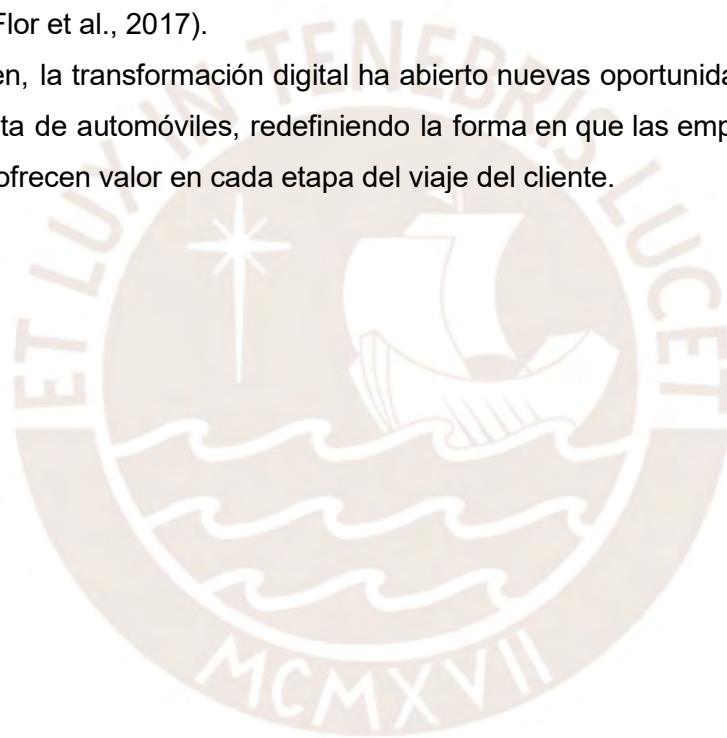 Flor et al., 2017).
en, la transformación digital ha abierto nuevas oportunida
ta de automóviles, redefiniendo la forma en que las emp
ofrecen valor en cada etapa del viaje del cliente.
ET LUX IN TENEBRIS LUCET
MCMXVII